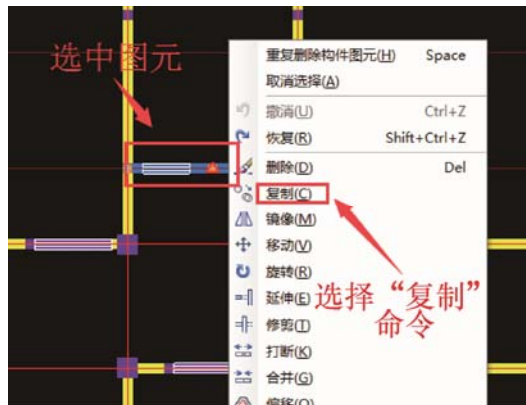 选中图元
重复删除构件图元(H) Space
取消选择(A)
撤消(U) Ctrl+Z
恢复(R) Shift+Ctrl+Z
删除(D) Del
复制(C)
镜像(M)
移动(V)
旋转(R)
延伸(E)
选择“复制”
命令
修剪(T)
打断(K)
合并(G)
偏移(O)